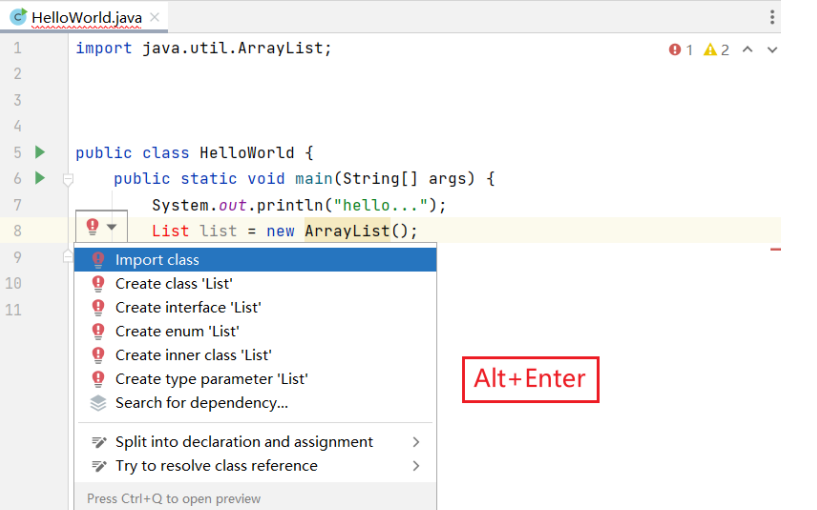 HelloWorld.java
1 import java.util.ArrayList; 1 2
2
3
4
5 public class HelloWorld {
6 public static void main(String[] args) {
7 System.out.println("hello...");
8 List list = new ArrayList();
9 Import class
Create class 'List'
10 Create interface 'List'
11 Create enum 'List'
Create inner class 'List'
Create type parameter 'List'
Alt+Enter
Search for dependency...
Split into declaration and assignment
Try to resolve class reference
Press Ctrl+Q to open preview